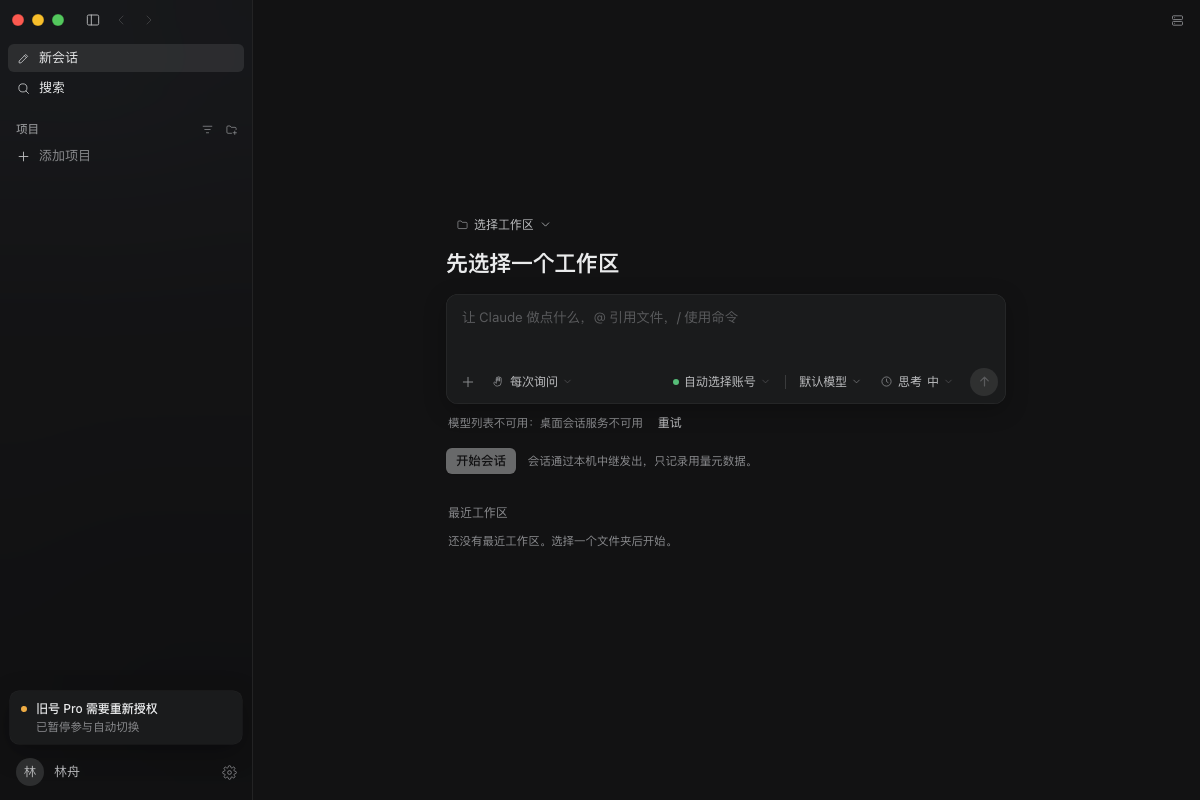 新会话
搜索
项目
添加项目
选择工作区
先选择一个工作区
让 Claude 做点什么，@ 引用文件，/ 使用命令
每次询问
自动选择账号
默认模型
思考 中
模型列表不可用：桌面会话服务不可用 重试
开始会话
会话通过本机中继发出，只记录用量元数据。
最近工作区
还没有最近工作区。选择一个文件夹后开始。
旧号 Pro 需要重新授权
已暂停参与自动切换
林 林舟